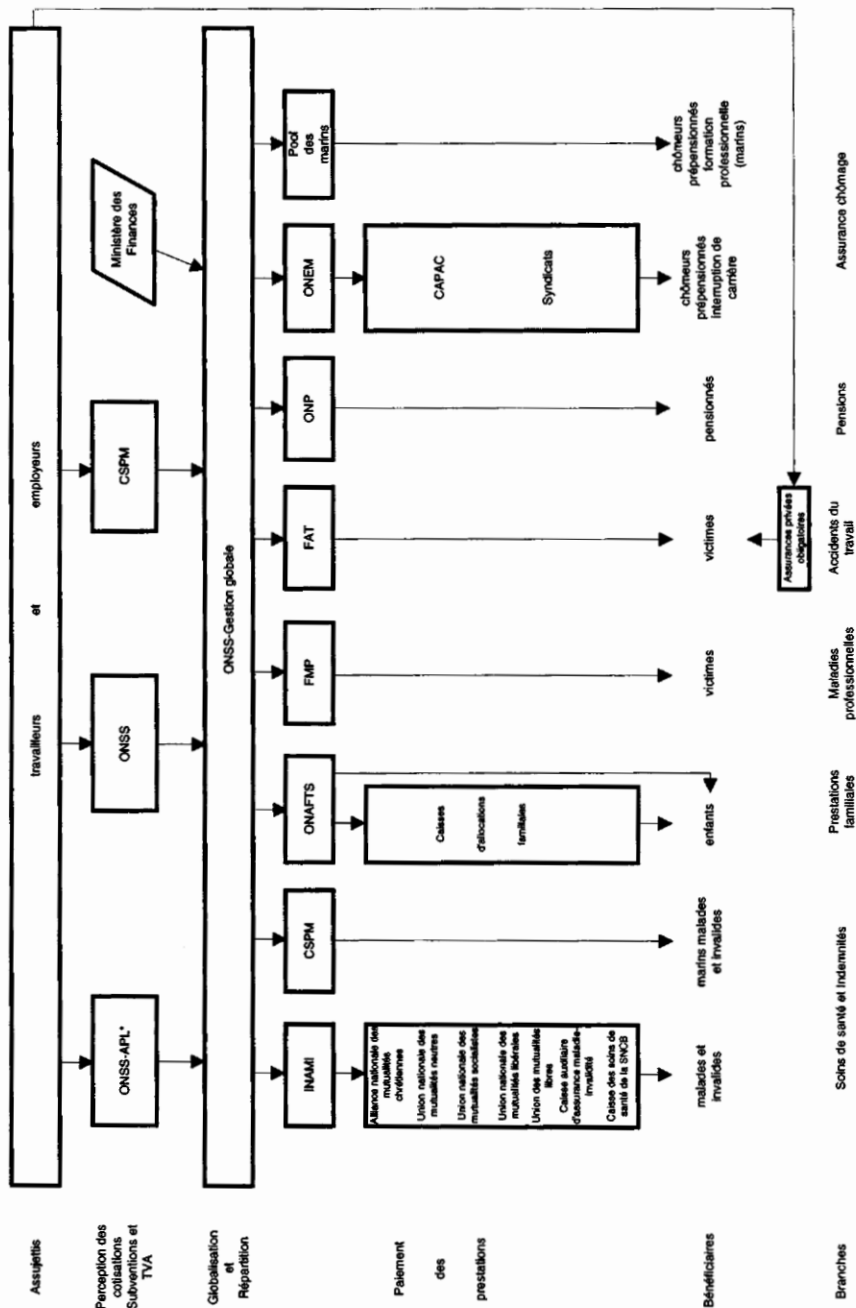 Assujettis
travailleurs
et
employeurs
Perception des
cotisations
Subventions et
TVA
ONSS-APL*
ONSS
CSPM
Ministère des
Finances
Globalisation
et
Répartition
ONSS-Gestion globale
Paiement
des
prestations
INAMI
CSPM
ONAFTS
FMP
FAT
ONP
ONEM
Pool
des
marins
Alliance nationale des
mutualités
chrétiennes
Union nationale des
mutualités neutres
Union nationale des
mutualités socialistes
Union nationale des
mutualités libérales
Union des mutualités
libres
Caisse auxiliaire
d'assurance maladie-
invalidité
Caisse des soins de
santé de la SNCB
Caisses
d'allocations
familiales
CAPAC
Syndicats
Bénéficiaires
malades et
invalides
marins malades
et invalides
enfants
victimes
victimes
pensionnés
chômeurs
prépensionnés
interruption de
carrière
chômeurs
prépensionnés
formation
professionnelle
(marins)
Assurances privées
obligatoires
Branches
Soins de santé et Indemnités
Prestations
familiales
Maladies
professionnelles
Accidents du
travail
Pensions
Assurance chômage